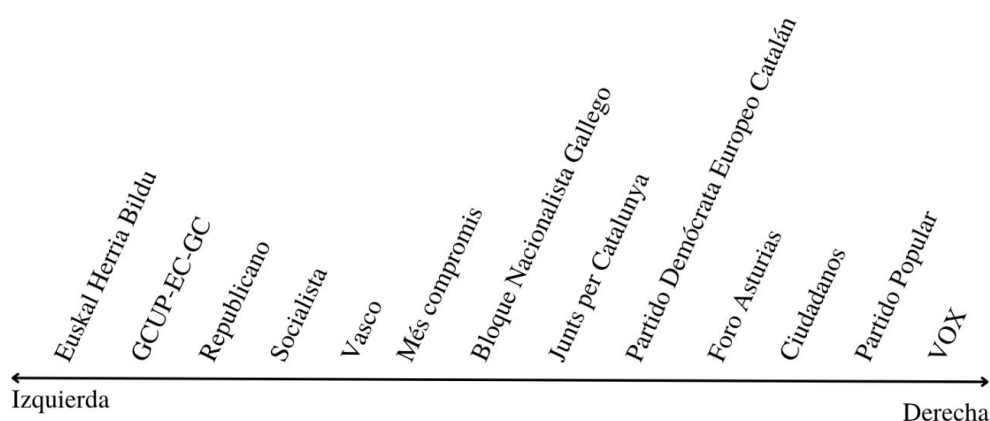 Euskal Herria Bildu
GCUP-EC-GC
Republicano
Socialista
Vasco
Més compromis
Bloque Nacionalista Gallego
Junts per Catalunya
Partido Demócrata Europeo Catalán
Foro Asturias
Ciudadanos
Partido Popular
VOX
Izquierda
Derecha